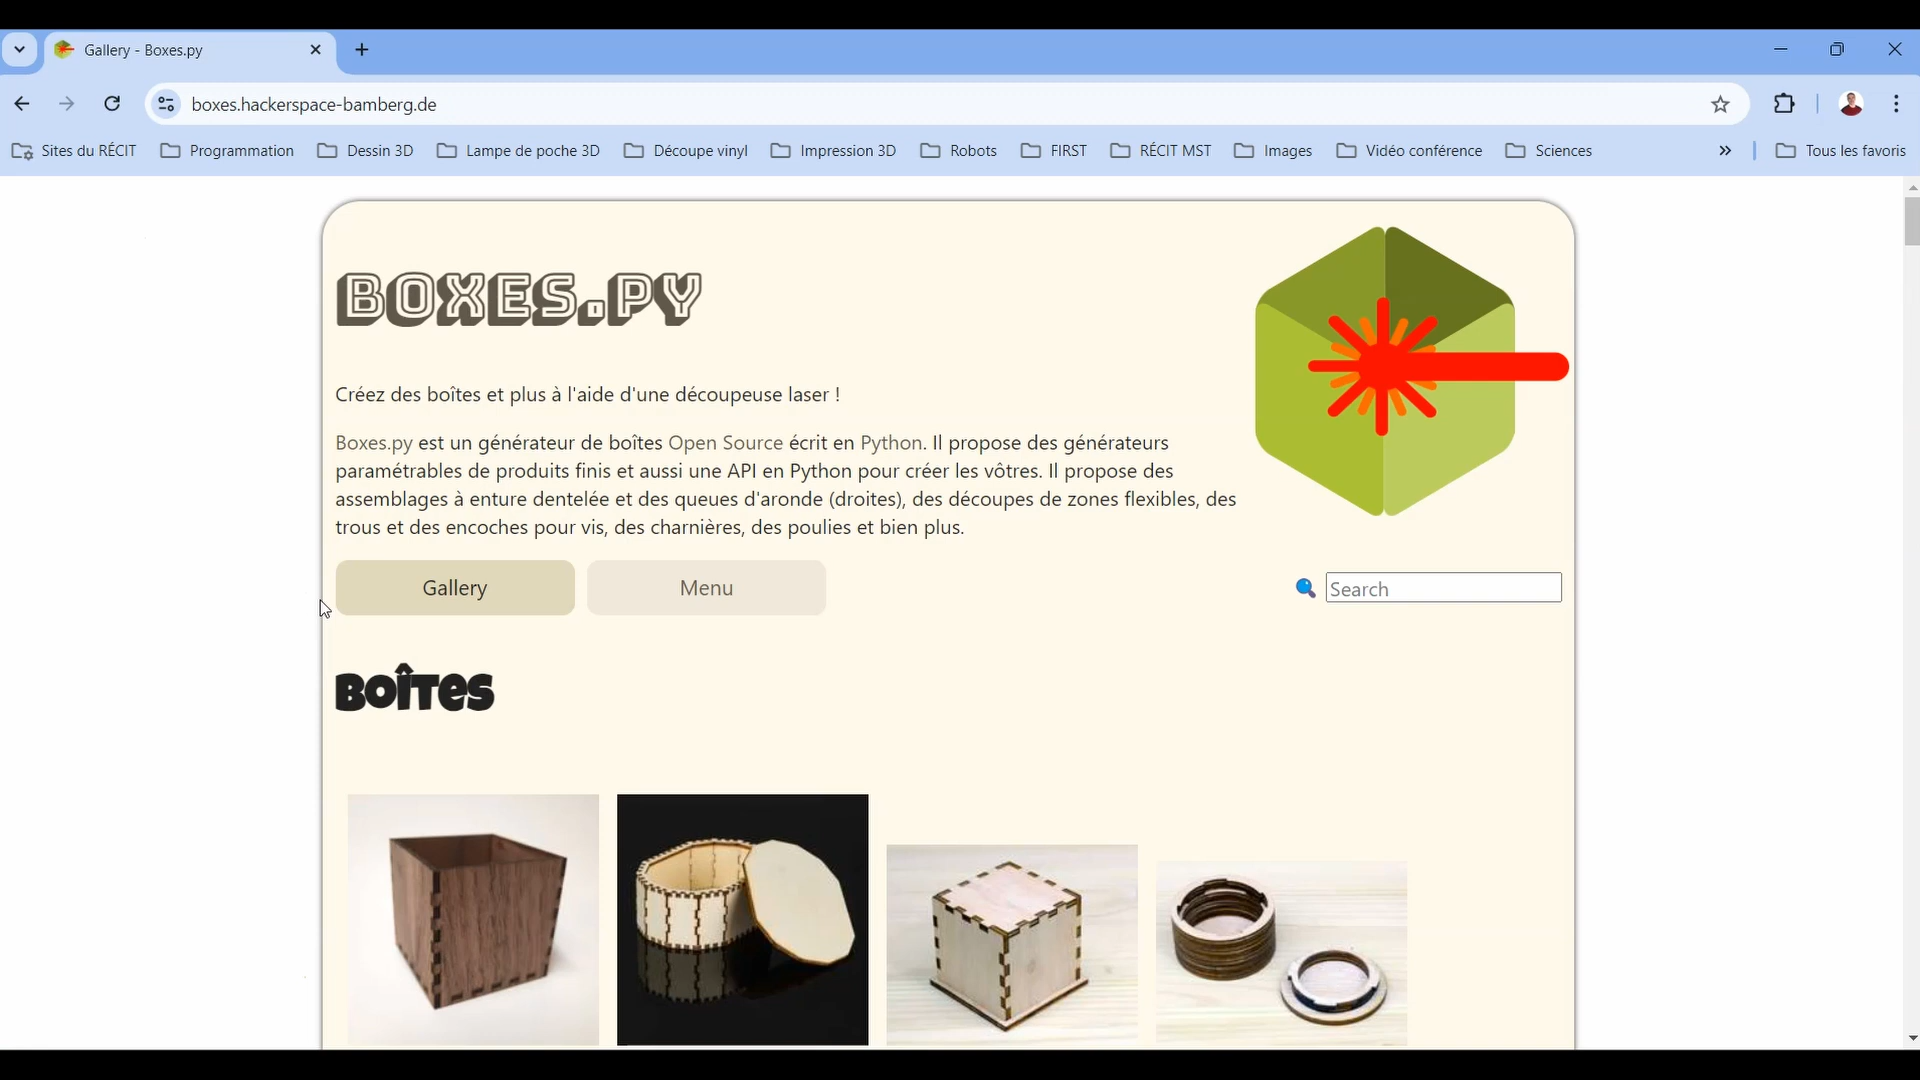 Gallery - Boxes.py
boxes.hackerspace-bamberg.de
Sites du RÉCIT Programmation Dessin 3D Lampe de poche 3D Découpe vinyl Impression 3D Robots FIRST RÉCIT MST Images Vidéo conférence Sciences » Tous les favoris
BOXES.PY
Créez des boîtes et plus à l'aide d'une découpeuse laser !
Boxes.py est un générateur de boîtes Open Source écrit en Python. Il propose des générateurs
paramétrables de produits finis et aussi une API en Python pour créer les vôtres. Il propose des
assemblages à enture dentelée et des queues d'aronde (droites), des découpes de zones flexibles, des
trous et des encoches pour vis, des charnières, des poulies et bien plus.
Gallery Menu Search
Boîtes